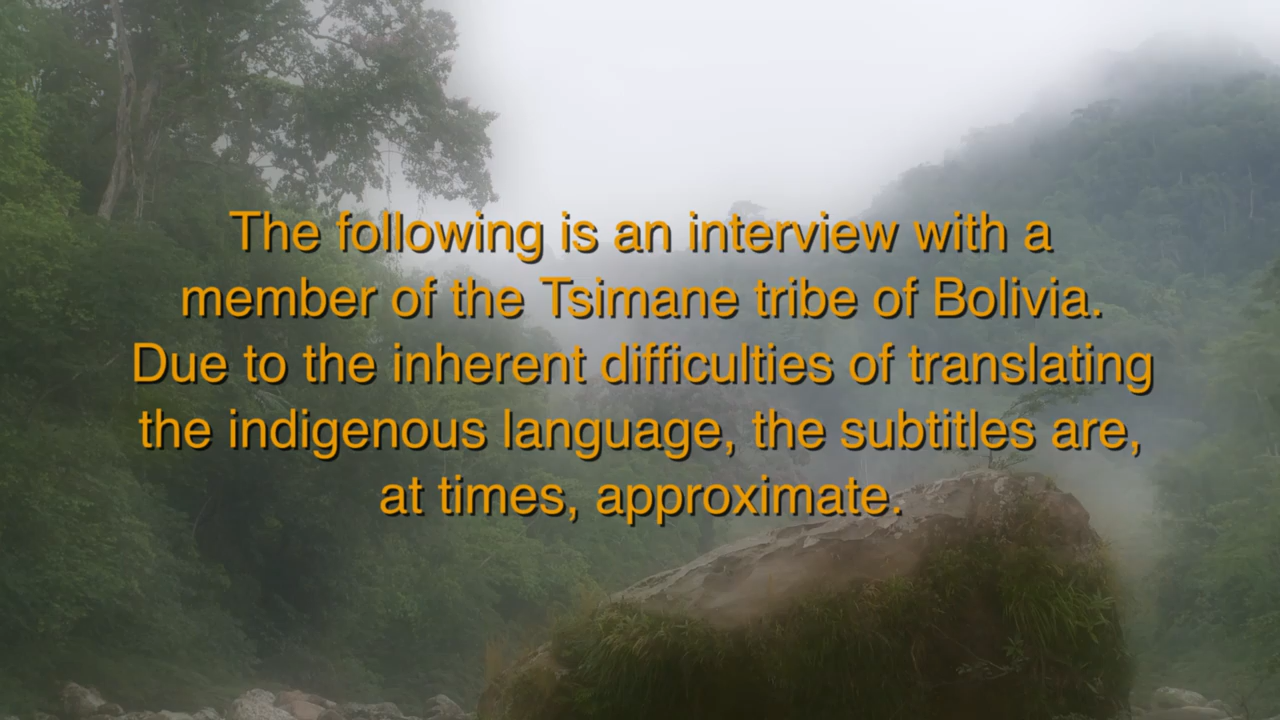 The following is an interview with a
member of the Tsimane tribe of Bolivia.
Due to the inherent difficulties of translating
the indigenous language, the subtitles are,
at times, approximate.